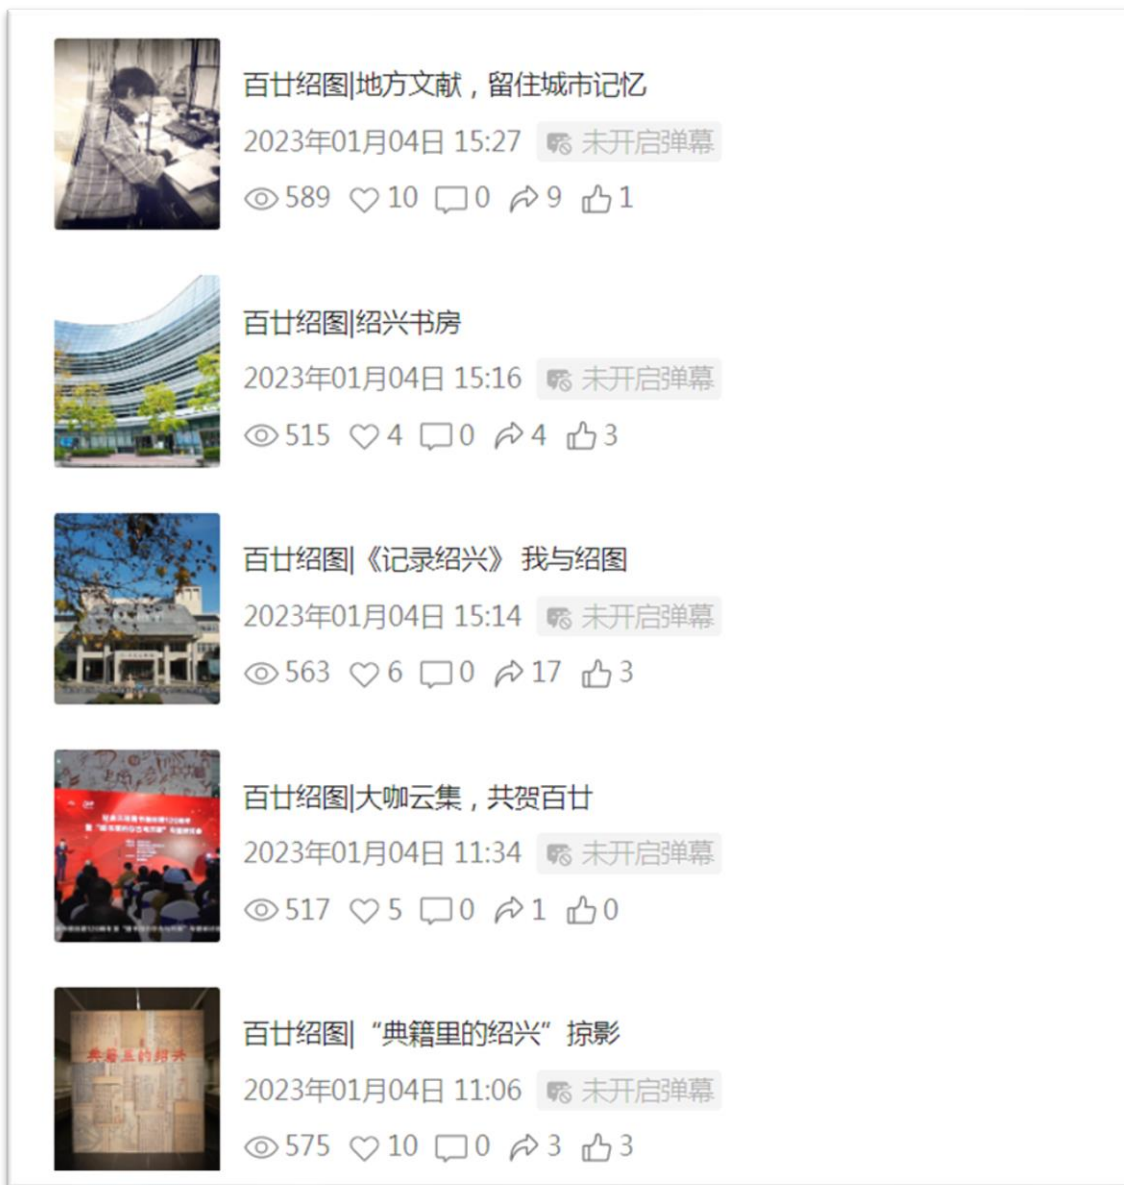 百廿绍图|地方文献，留住城市记忆
2023年01月04日 15:27 未开启弹幕
589 10 0 9 1
百廿绍图|绍兴书房
2023年01月04日 15:16 未开启弹幕
515 4 0 4 3
百廿绍图|《记录绍兴》 我与绍图
2023年01月04日 15:14 未开启弹幕
563 6 0 17 3
百廿绍图|大咖云集，共贺百廿
2023年01月04日 11:34 未开启弹幕
517 5 0 1 0
百廿绍图|“典籍里的绍兴”掠影
2023年01月04日 11:06 未开启弹幕
575 10 0 3 3
典籍里的绍兴